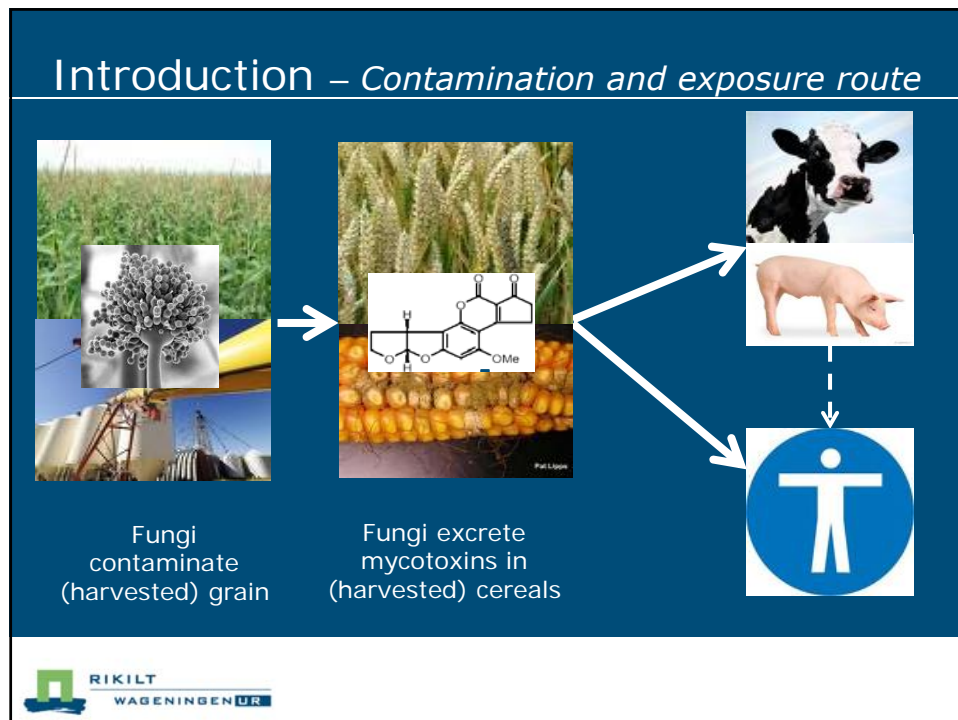 Introduction – Contamination and exposure route
O
O
H
O
O
O
H
OMe
Pat Lipps
Fungi
contaminate
(harvested) grain
Fungi excrete
mycotoxins in
(harvested) cereals
RIKILT
WAGENINGEN UR